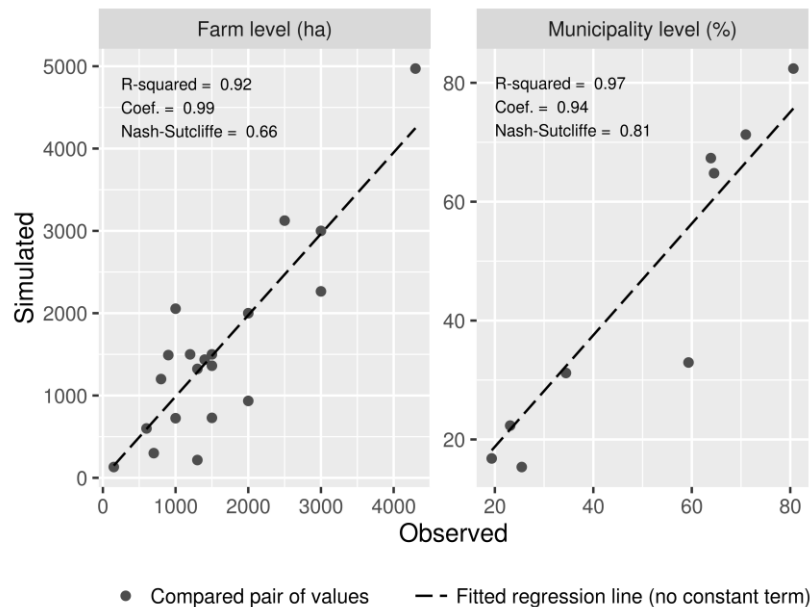 Farm level (ha)
Municipality level (%)
R-squared = 0.92
Coef. = 0.99
Nash-Sutcliffe = 0.66
R-squared = 0.97
Coef. = 0.94
Nash-Sutcliffe = 0.81
5000
4000
3000
2000
1000
0
80
60
40
20
Simulated
0 1000 2000 3000 4000
20 40 60 80
Observed
Compared pair of values
Fitted regression line (no constant term)